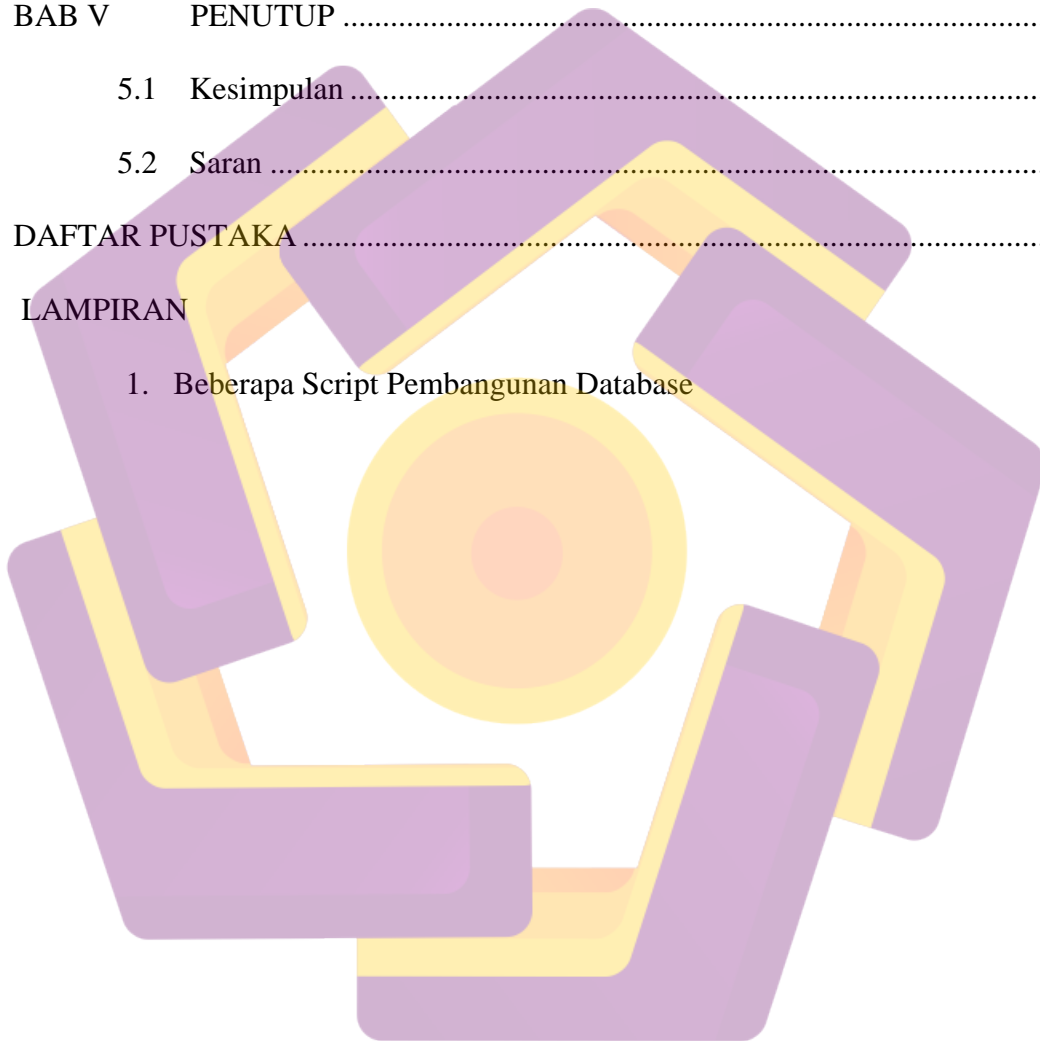 BAB V PENUTUP ........................................................................................
5.1 Kesimpulan .......................................................................................
5.2 Saran .................................................................................................
DAFTAR PUSTAKA .............................................................................................
LAMPIRAN
1. Beberapa Script Pembangunan Database